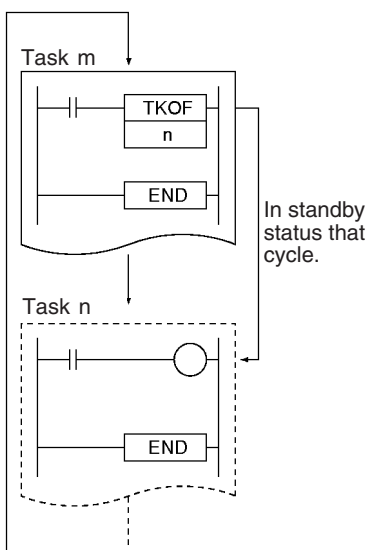 Task m
TKOF
n
END
In standby
status that
cycle.
Task n
END